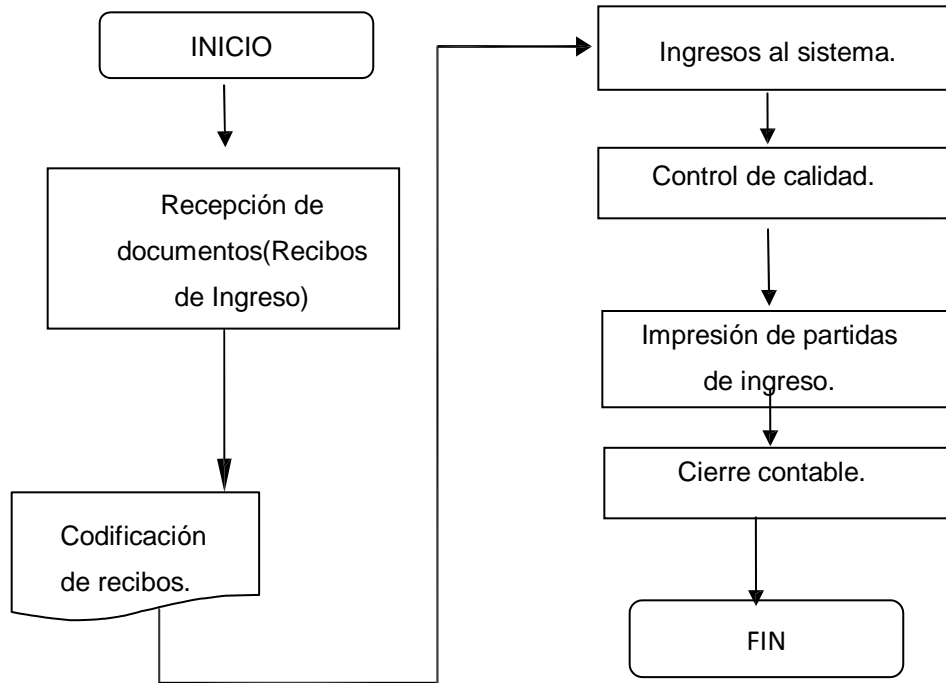 INICIO
Recepción de
documentos(Recibos
de Ingreso)
Codificación
de recibos.
Ingresos al sistema.
Control de calidad.
Impresión de partidas
de ingreso.
Cierre contable.
FIN